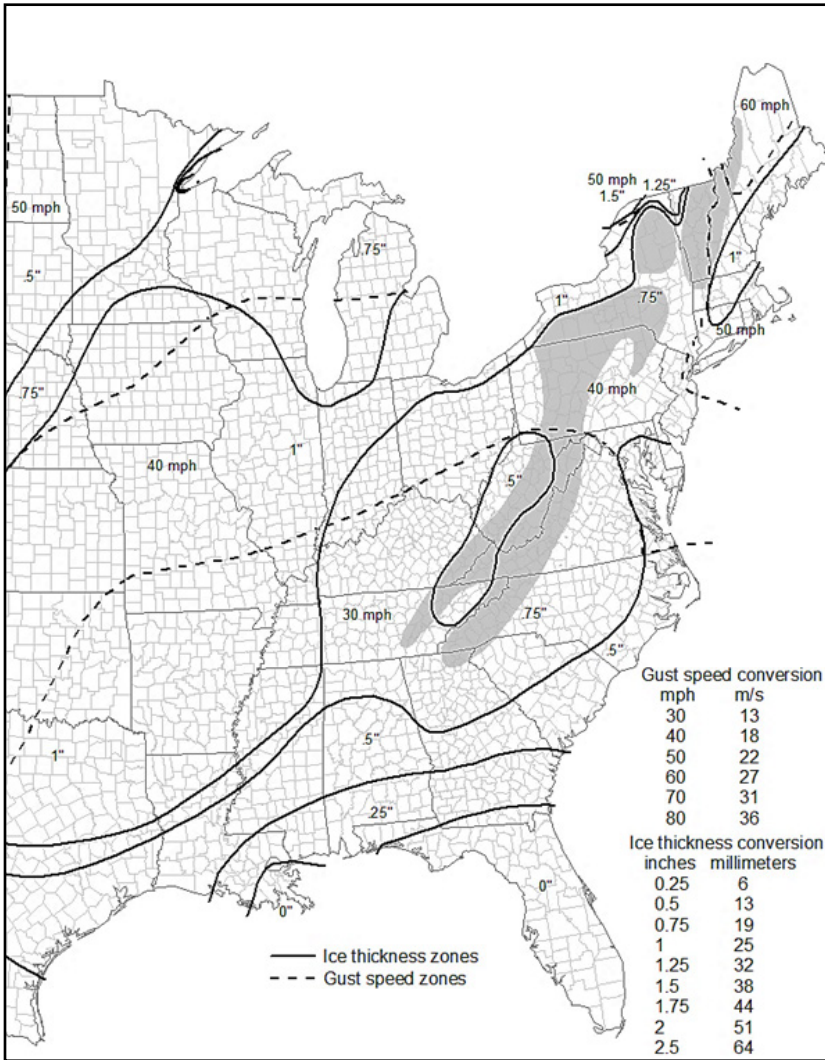 60 mph
50 mph
1.25"
1.5"
50 mph
.75"
.5"
1"
1"
.75"
50 mph
40 mph
.75"
1"
40 mph
.5"
30 mph
.75"
.5"
Gust speed conversion
mph m/s
30 13
40 18
50 22
60 27
70 31
80 36
.5"
1"
.25"
Ice thickness conversion
inches millimeters
0.25 6
0.5 13
0.75 19
1 25
1.25 32
1.5 38
1.75 44
2 51
2.5 64
0"
0"
Ice thickness zones
Gust speed zones